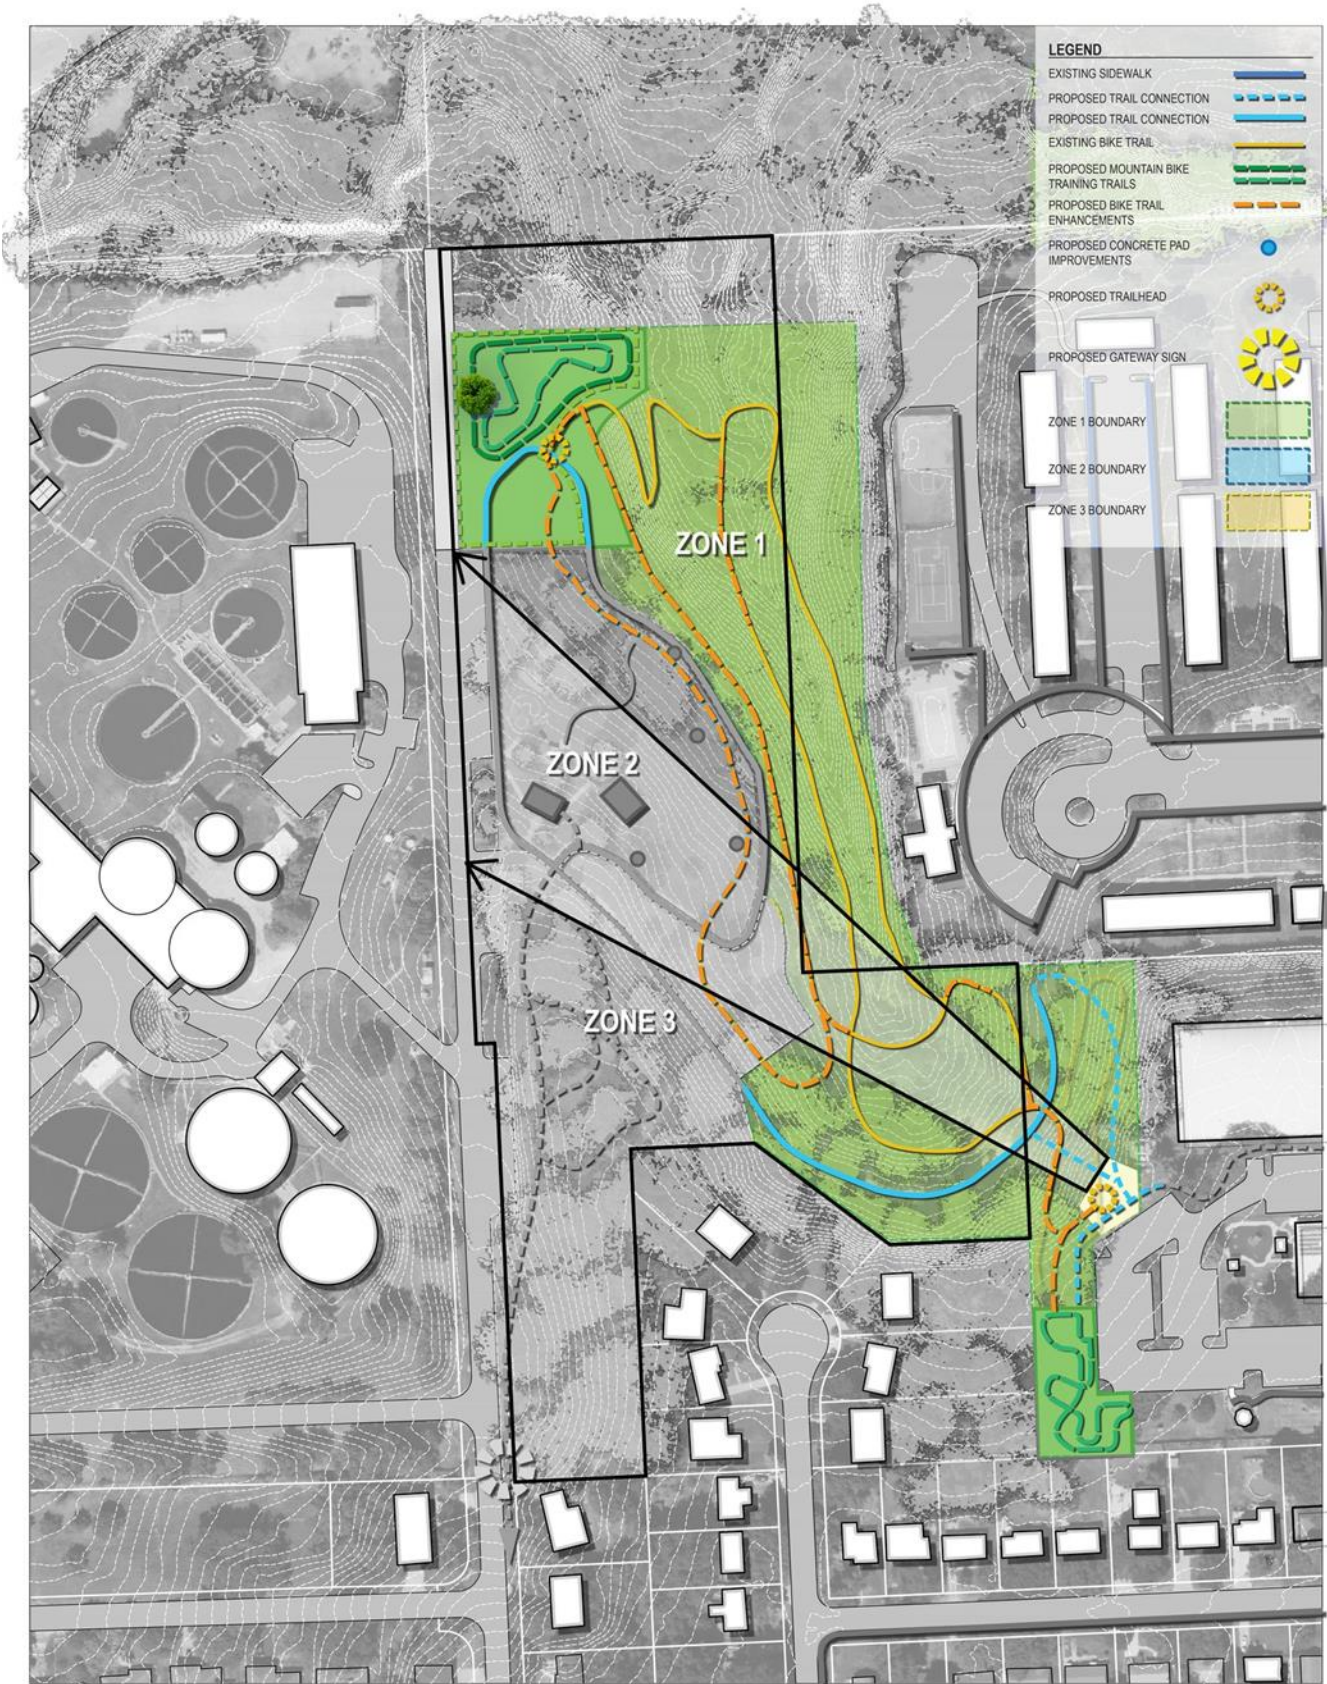 LEGEND
EXISTING SIDEWALK
PROPOSED TRAIL CONNECTION
PROPOSED TRAIL CONNECTION
EXISTING BIKE TRAIL
PROPOSED MOUNTAIN BIKE
TRAINING TRAILS
PROPOSED BIKE TRAIL
ENHANCEMENTS
PROPOSED CONCRETE PAD
IMPROVEMENTS
PROPOSED TRAILHEAD
PROPOSED GATEWAY SIGN
ZONE 1 BOUNDARY
ZONE 2 BOUNDARY
ZONE 3 BOUNDARY
ZONE 1
ZONE 2
ZONE 3